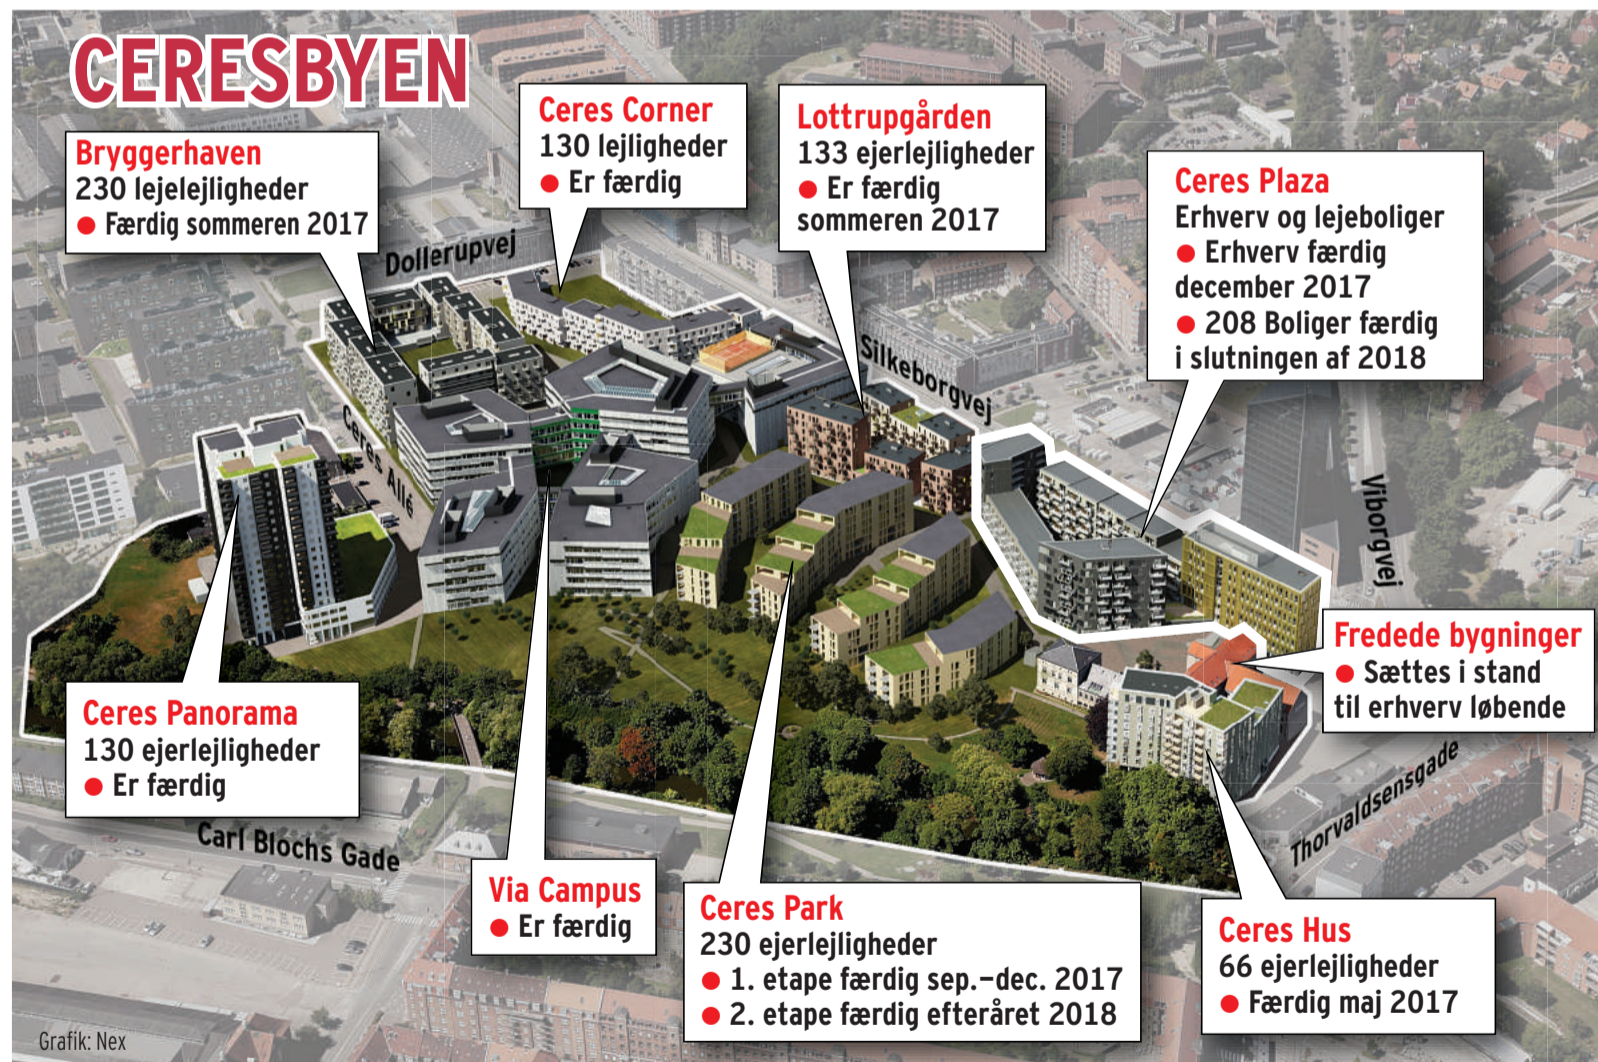 CERESBYEN
Bryggerhaven
230 lejelejligheder
● Færdig sommeren 2017
Ceres Corner
130 lejligheder
● Er færdig
Lottrupgården
133 ejerlejligheder
● Er færdig
sommeren 2017
Ceres Plaza
Erhverv og lejeboliger
● Erhverv færdig
december 2017
● 208 Boliger færdig
i slutningen af 2018
Dollerupvej
Silkeborgvej
Ceres Allé
Viborgvej
Fredede bygninger
● Sættes i stand
til erhverv løbende
Ceres Panorama
130 ejerlejligheder
● Er færdig
Thorvaldsensgade
Carl Blochs Gade
Via Campus
● Er færdig
Ceres Park
230 ejerlejligheder
● 1. etape færdig sep.–dec. 2017
● 2. etape færdig efteråret 2018
Ceres Hus
66 ejerlejligheder
● Færdig maj 2017
Grafik: Nex